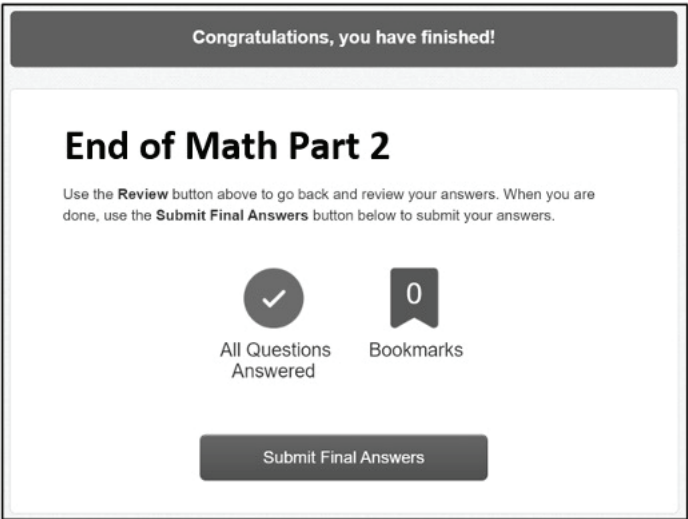 Congratulations, you have finished!
End of Math Part 2
Use the Review button above to go back and review your answers. When you are
done, use the Submit Final Answers button below to submit your answers.
0
All Questions
Answered
Bookmarks
Submit Final Answers